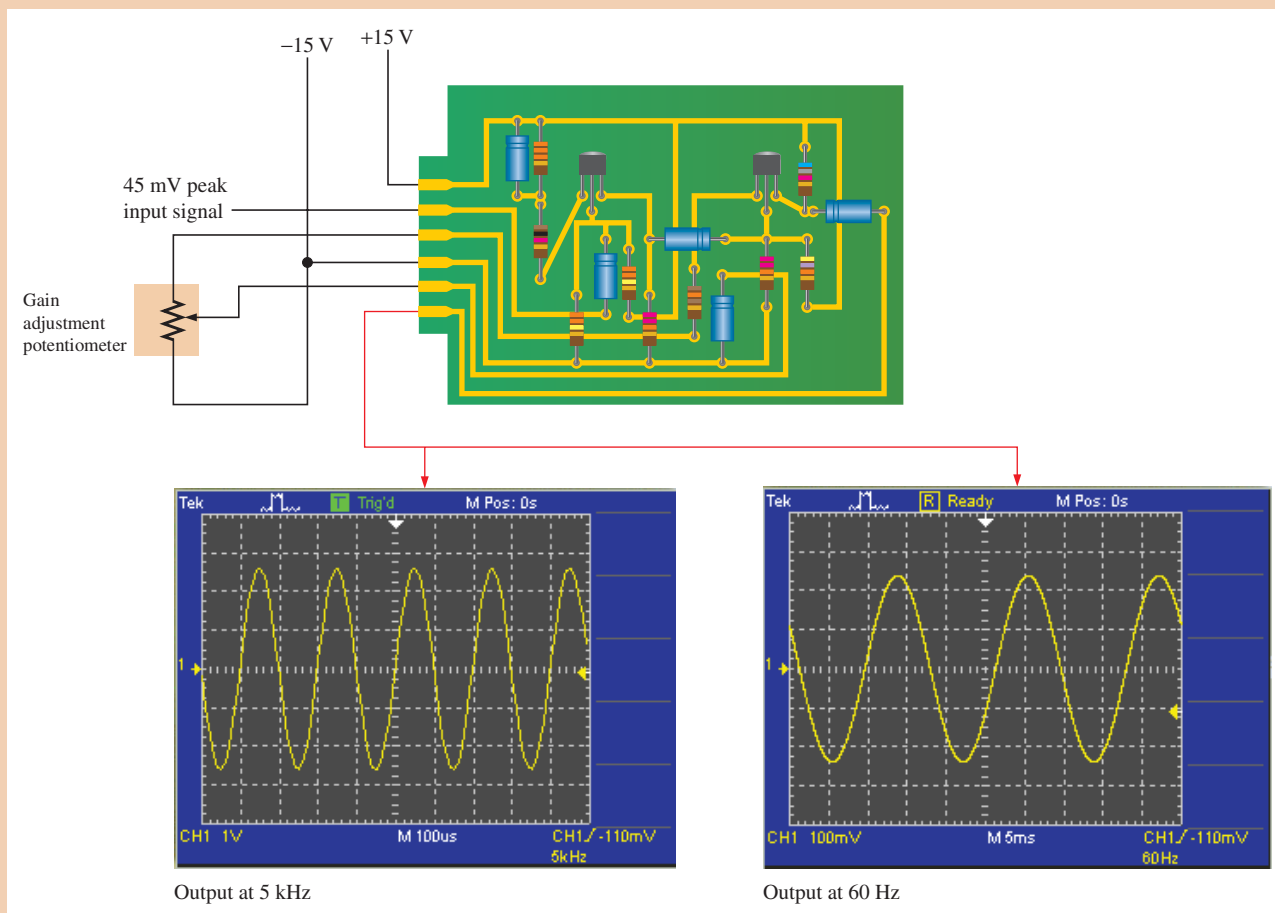 −15 V
+15 V
45 mV peak
input signal
Gain
adjustment
potentiometer
Tek
T Trig'd
M Pos: 0s
1
CH1 1V
M 100us
CH1 -110mV
5kHz
Output at 5 kHz
Tek
R Ready
M Pos: 0s
1
CH1 100mV
M 5ms
CH1 -110mV
60Hz
Output at 60 Hz